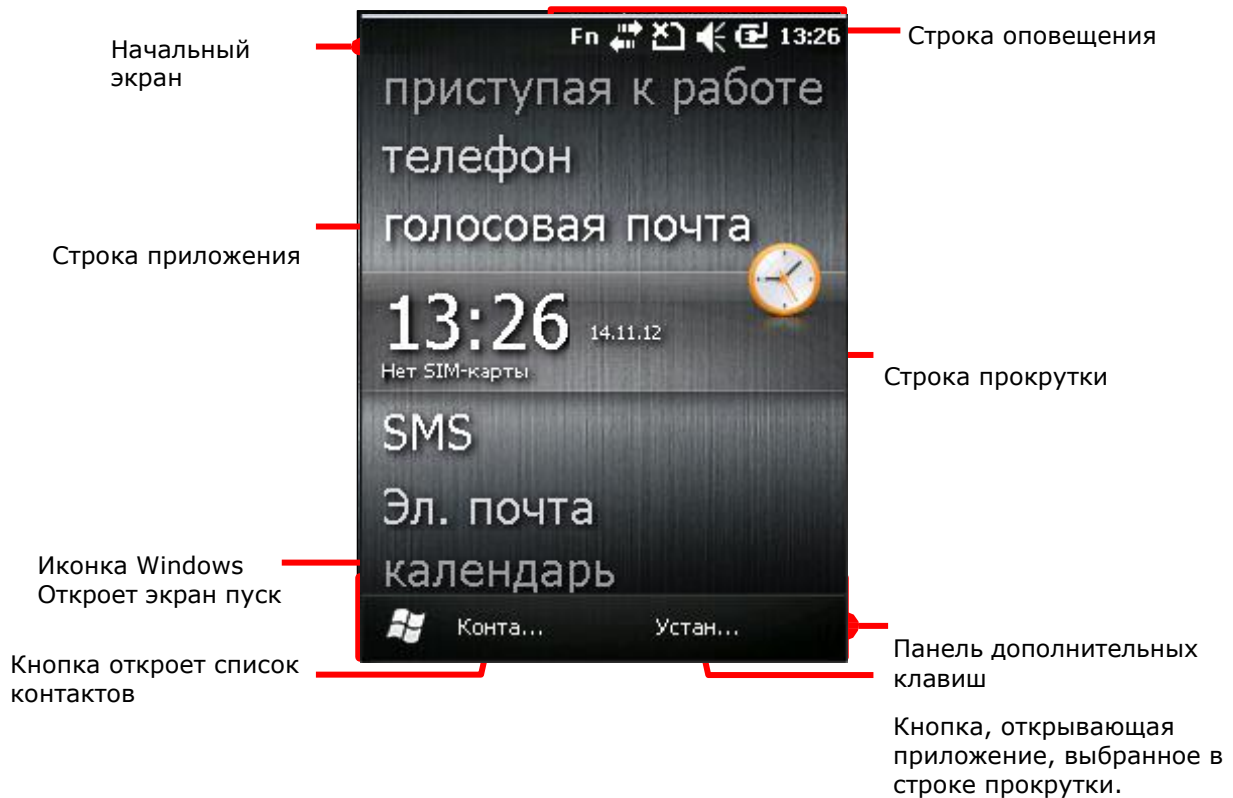 Начальный
экран
Fn 13:26
Строка оповещения
приступая к работе
телефон
голосовая почта
Строка приложения
13:26 14.11.12
Нет SIM-карты
Строка прокрутки
SMS
Эл. почта
календарь
Иконка Windows
Откроет экран пуск
Конта... Устан...
Кнопка откроет список
контактов
Панель дополнительных
клавиш
Кнопка, открывающая
приложение, выбранное в
строке прокрутки.